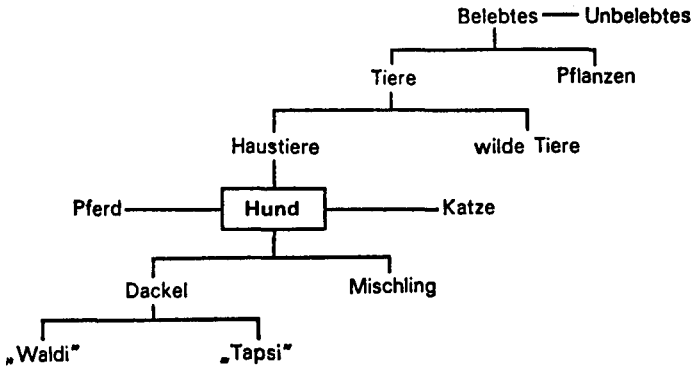 Belebtes Unbelebtes
Tiere Pflanzen
Haustiere wilde Tiere
Pferd Hund Katze
Dackel Mischling
„Waldi" „Tapsi"